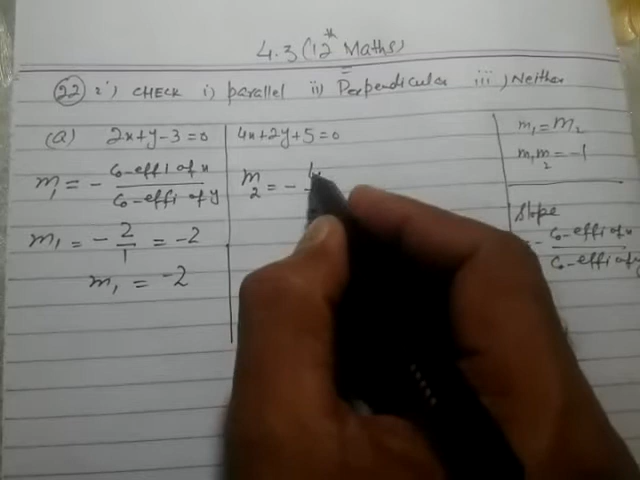 4.3 (12th Maths)
22 i) CHECK i) parallel ii) Perpendicular iii) Neither
(a) 2x+y-3=0
m₁ = - Co-effi of x / Co-effi of y
m₁ = - 2/1 = -2
m₁ = -2
4x+2y+5=0
m₂ = - 4
m₁=m₂
m₁m₂=-1
Slope
- Co-effi of x / Co-effi of y